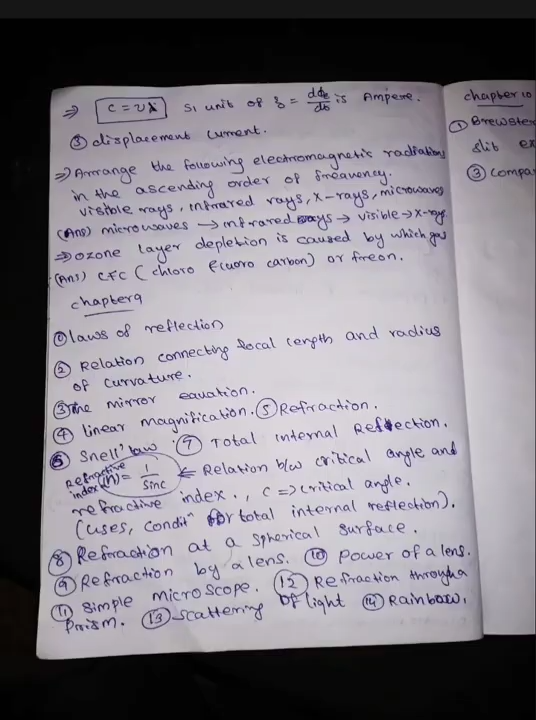 ⇒ C = νλ SI unit of ε = dϕE/dt is Ampere.
③ displacement current.
⇒ Arrange the following electromagnetic radiations
in the ascending order of frequency.
visible rays, infrared rays, x-rays, microwaves
(Ans) microwaves → infrared rays → visible → x-rays.
⇒ ozone layer depletion is caused by which gas
(Ans) CFC (chloro fluoro carbon) or freon.
chapter 9
① laws of reflection
② Relation connecting focal length and radius
of curvature.
③ The mirror equation.
④ linear magnification. ⑤ Refraction.
⑥ Snell's law ⑦ Total Internal Reflection.
Refractive index (n) = 1/sinc ← Relation b/w critical angle and
refractive index., C ⇒ critical angle.
(uses, conditn for total internal reflection).
⑧ Refraction at a spherical surface.
⑨ Refraction by a lens. ⑩ Power of a lens.
⑪ Simple microscope. ⑫ Refraction through a
Prism. ⑬ Scattering of light ⑭ Rainbow.
chapter 10
① Brewster
slit ex
③ Compa